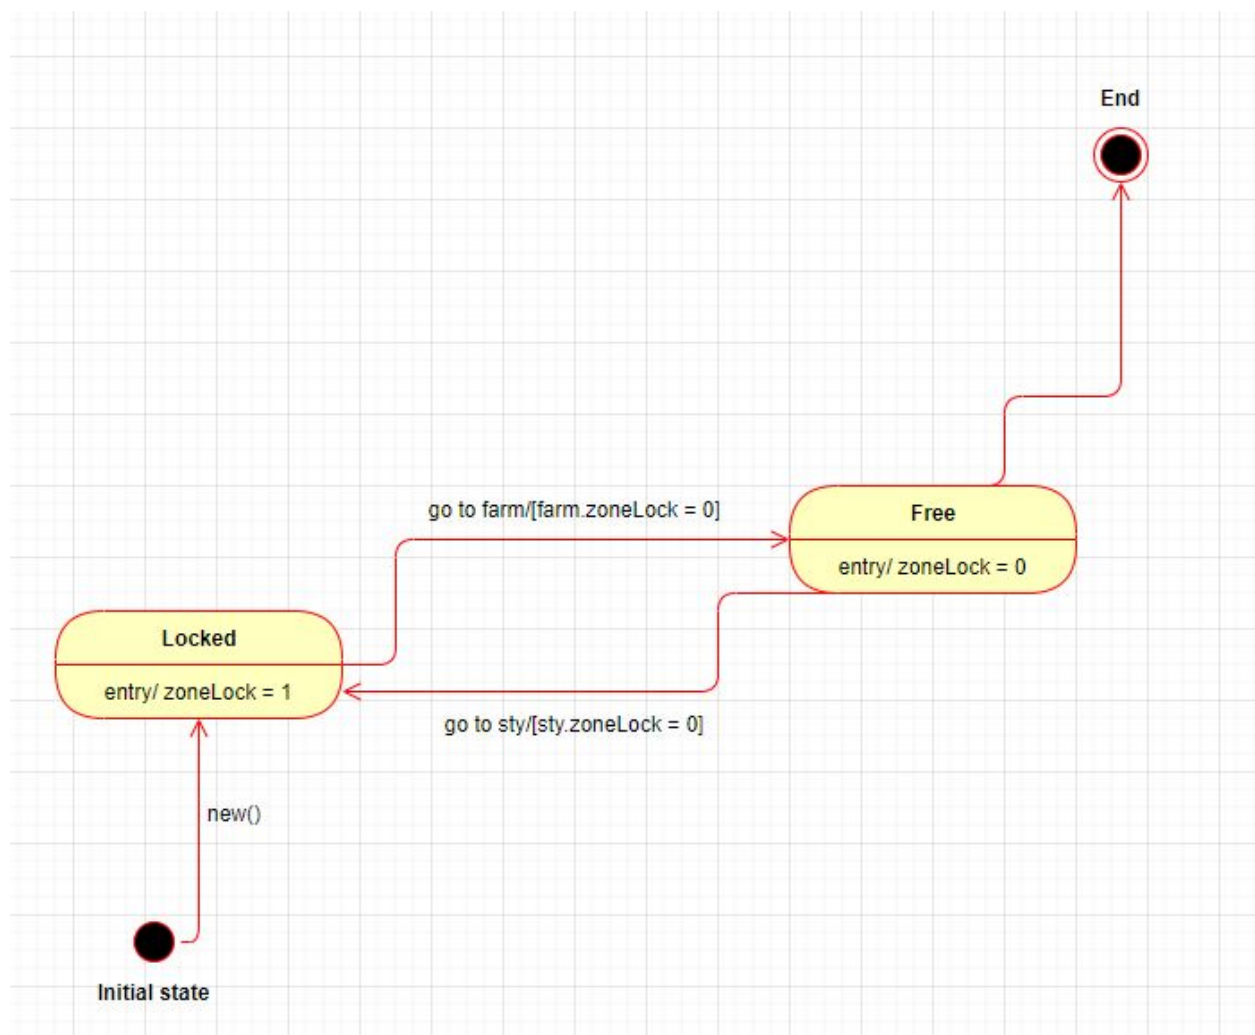 End
go to farm/[farm.zoneLock = 0]
Free
entry/ zoneLock = 0
Locked
entry/ zoneLock = 1
go to sty/[sty.zoneLock = 0]
new()
Initial state